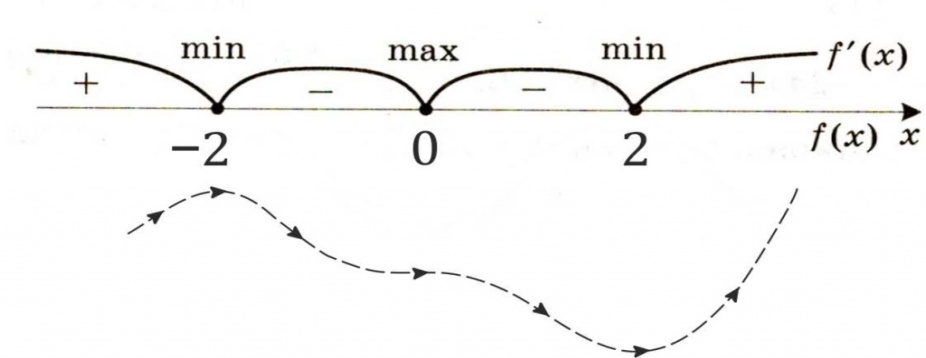 min max min f′(x)
+ − − +
−2 0 2 f(x) x